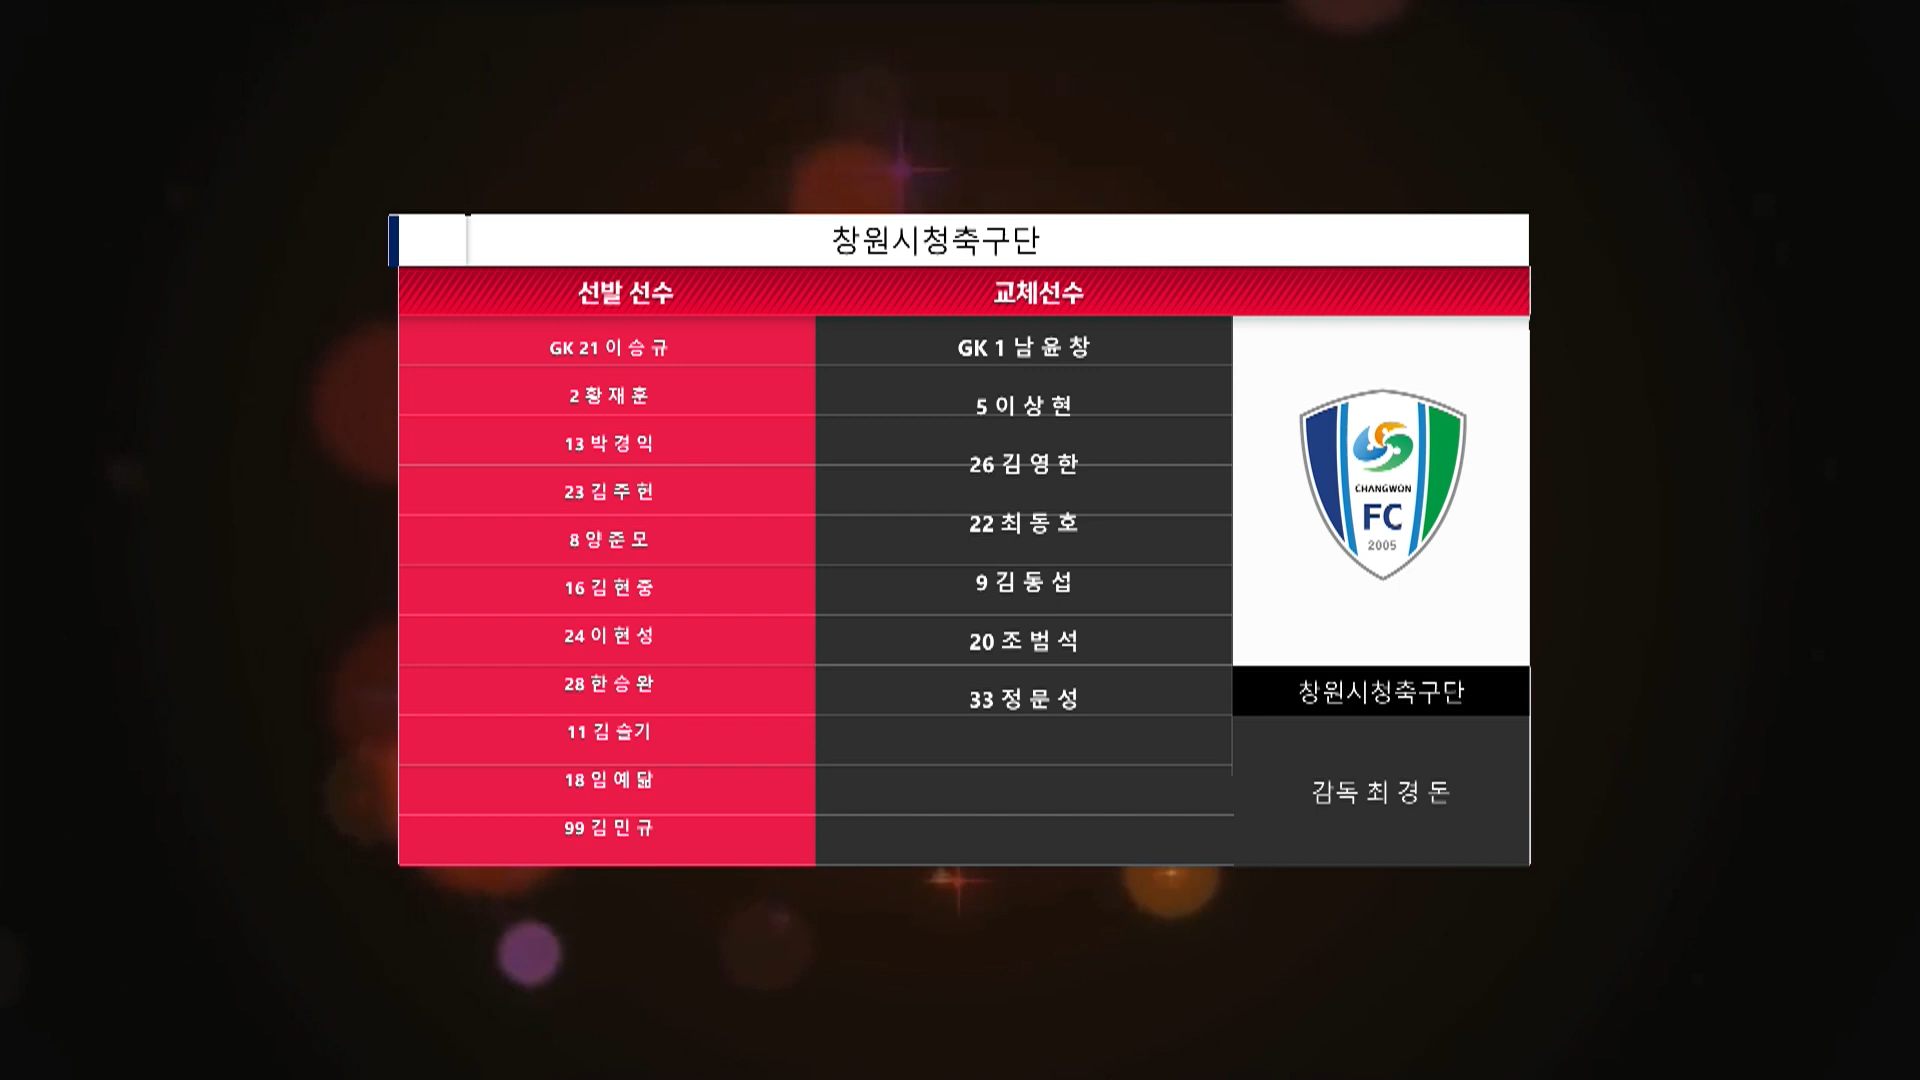 창원시청축구단
선발 선수
교체선수
GK 21 이 승 규
2 황 재 훈
13 박 경 익
23 김 주 헌
8 양 준 모
16 김 현 중
24 이 현 성
28 한 승 완
11 김 슬기
18 임 예 닮
99 김 민 규
GK 1 남 윤 창
5 이 상 현
26 김 영 한
22 최 동 호
9 김 동 섭
20 조 범 석
33 정 문 성
CHANGWON
FC
2005
창원시청축구단
감독 최 경 돈